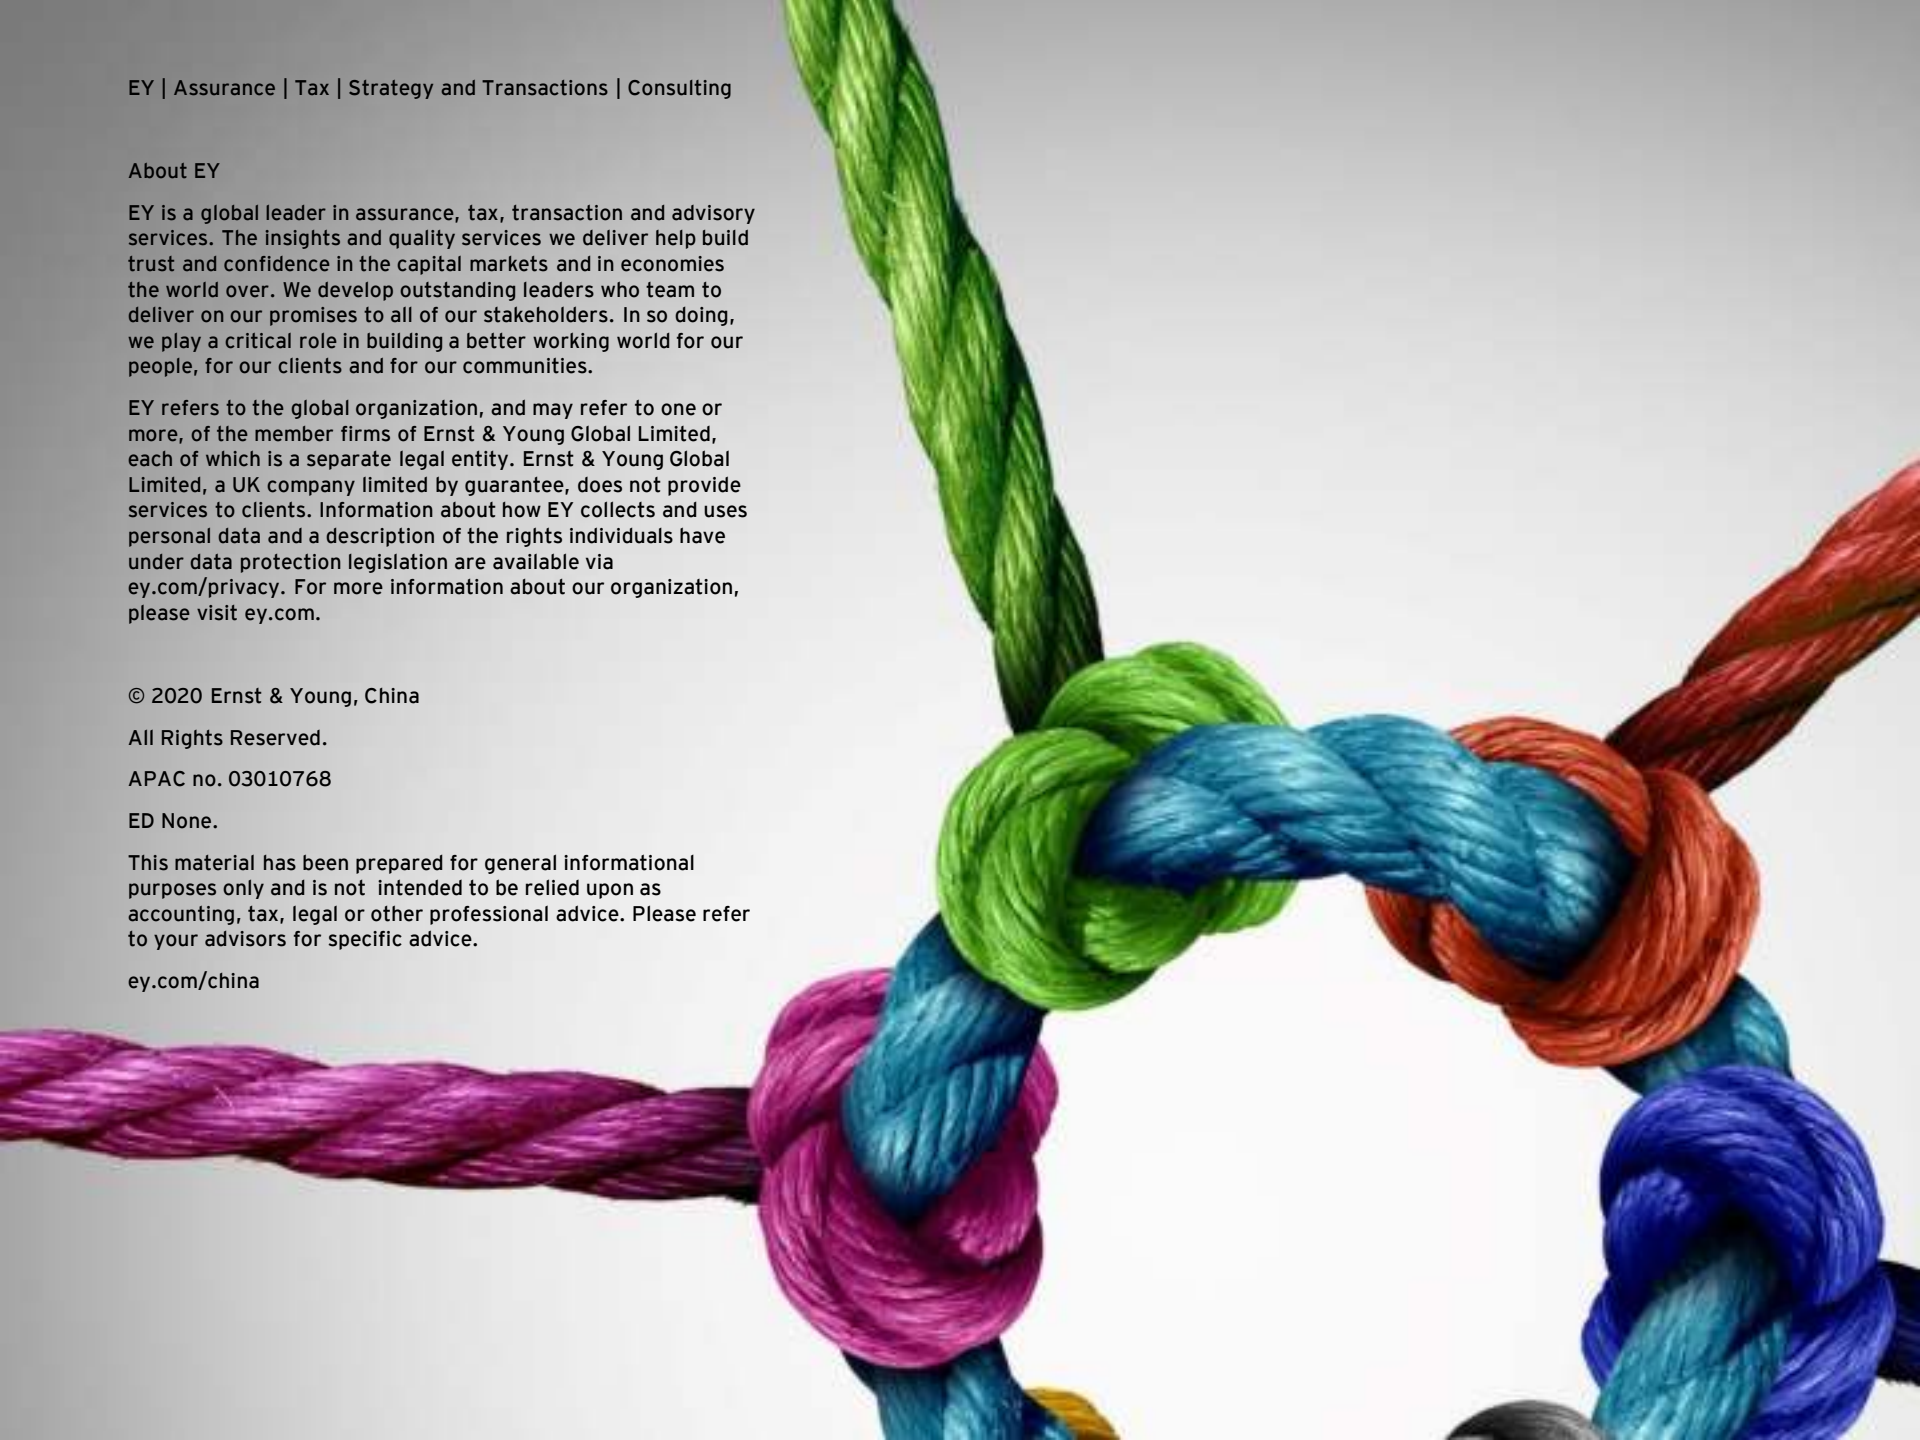 EY | Assurance | Tax | Strategy and Transactions | Consulting
About EY
EY is a global leader in assurance, tax, transaction and advisory
services. The insights and quality services we deliver help build
trust and confidence in the capital markets and in economies
the world over. We develop outstanding leaders who team to
deliver on our promises to all of our stakeholders. In so doing,
we play a critical role in building a better working world for our
people, for our clients and for our communities.
EY refers to the global organization, and may refer to one or
more, of the member firms of Ernst & Young Global Limited,
each of which is a separate legal entity. Ernst & Young Global
Limited, a UK company limited by guarantee, does not provide
services to clients. Information about how EY collects and uses
personal data and a description of the rights individuals have
under data protection legislation are available via
ey.com/privacy. For more information about our organization,
please visit ey.com.
© 2020 Ernst & Young, China
All Rights Reserved.
APAC no. 03010768
ED None.
This material has been prepared for general informational
purposes only and is not intended to be relied upon as
accounting, tax, legal or other professional advice. Please refer
to your advisors for specific advice.
ey.com/china